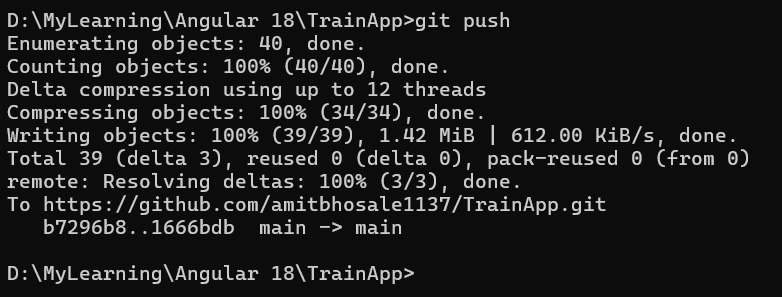 D:\MyLearning\Angular 18\TrainApp>git push
Enumerating objects: 40, done.
Counting objects: 100% (40/40), done.
Delta compression using up to 12 threads
Compressing objects: 100% (34/34), done.
Writing objects: 100% (39/39), 1.42 MiB | 612.00 KiB/s, done.
Total 39 (delta 3), reused 0 (delta 0), pack-reused 0 (from 0)
remote: Resolving deltas: 100% (3/3), done.
To https://github.com/amitbhosale1137/TrainApp.git
   b7296b8..1666bdb  main -> main
D:\MyLearning\Angular 18\TrainApp>